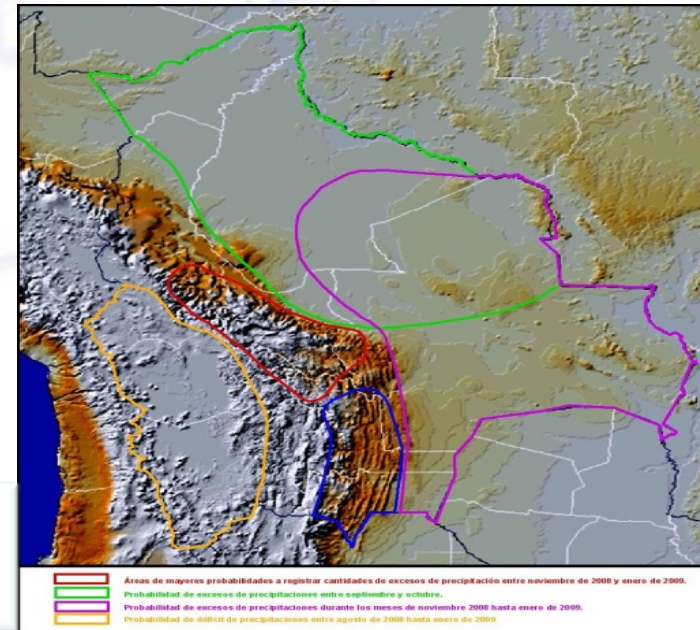 Áreas de mayores probabilidades a registrar cantidades de excesos de precipitación entre noviembre de 2008 y enero de 2009.
Probabilidad de excesos de precipitaciones entre septiembre y octubre.
Probabilidad de excesos de precipitaciones durante los meses de noviembre 2008 hasta enero de 2009.
Probabilidad de déficit de precipitaciones entre agosto de 2008 hasta enero de 2009